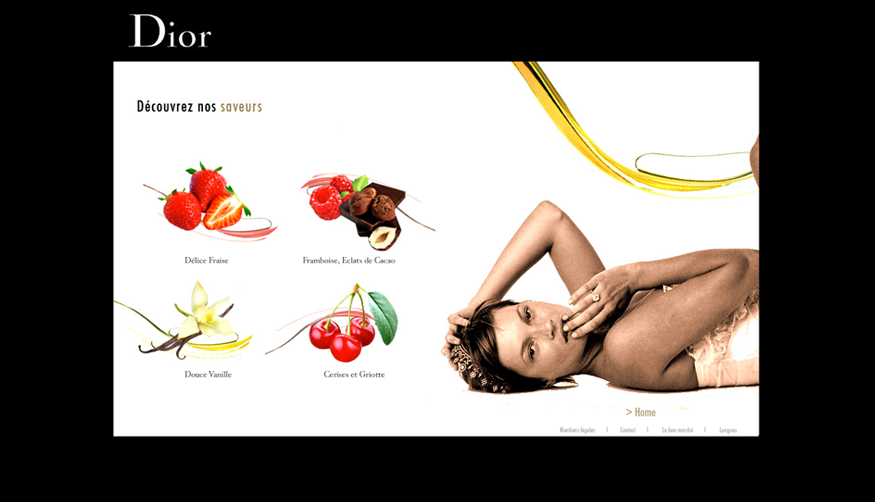 Dior
Découvrez nos saveurs
Délice Fraise
Framboise, Eclats de Cacao
Douce Vanille
Cerises et Griotte
> Home
Mentions légales | Contact | Le bon marché | Langues